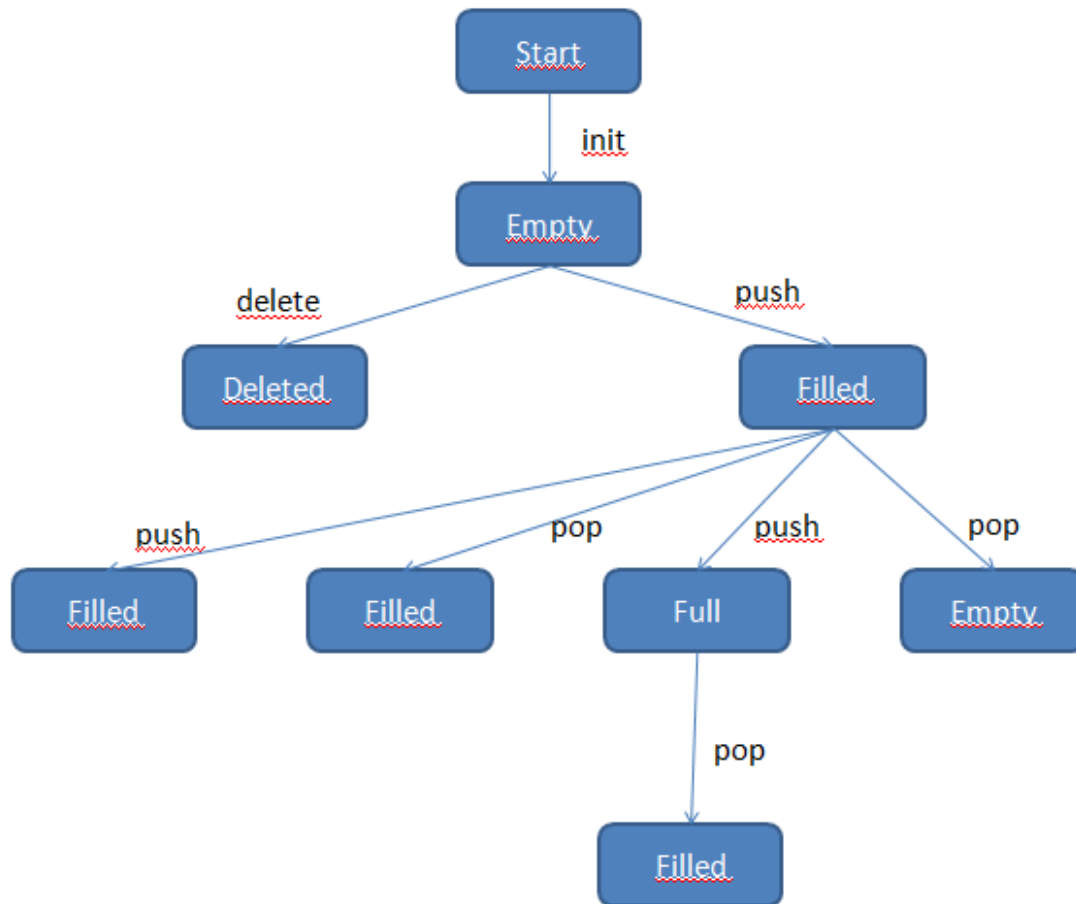 Start
init
Empty
delete
push
Deleted
Filled
push
pop
push
pop
Filled
Filled
Full
Empty
pop
Filled